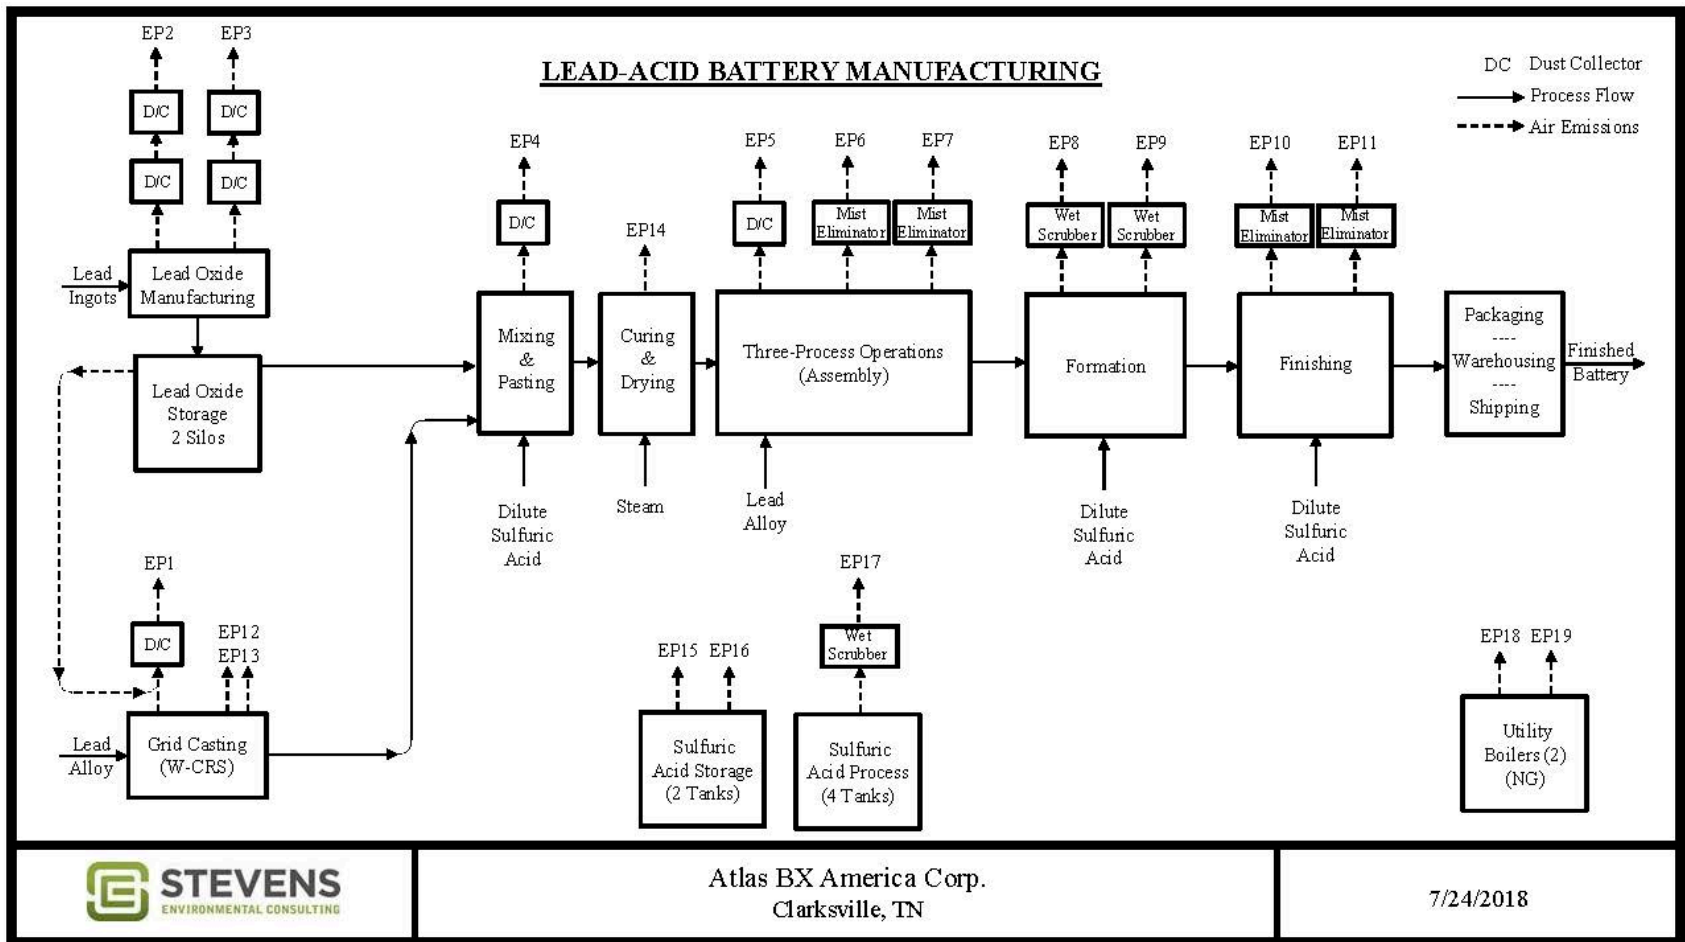 EP2 EP3
LEAD-ACID BATTERY MANUFACTURING
DC Dust Collector
Process Flow
Air Emissions
D/C D/C
D/C D/C
Lead
Ingots
Lead Oxide
Manufacturing
Lead Oxide
Storage
2 Silos
EP4
D/C
Mixing
&
Pasting
Dilute
Sulfuric
Acid
EP14
Curing
&
Drying
Steam
EP5 EP6 EP7
D/C
Mist
Eliminator
Mist
Eliminator
Three-Process Operations
(Assembly)
Lead
Alloy
EP8 EP9
Wet
Scrubber
Wet
Scrubber
Formation
Dilute
Sulfuric
Acid
EP10 EP11
Mist
Eliminator
Mist
Eliminator
Finishing
Dilute
Sulfuric
Acid
Packaging
----
Warehousing
----
Shipping
Finished
Battery
EP1
D/C
EP12
EP13
Lead
Alloy
Grid Casting
(W-CRS)
EP15 EP16
Sulfuric
Acid Storage
(2 Tanks)
EP17
Wet
Scrubber
Sulfuric
Acid Process
(4 Tanks)
EP18 EP19
Utility
Boilers (2)
(NG)
STEVENS
ENVIRONMENTAL CONSULTING
Atlas BX America Corp.
Clarksville, TN
7/24/2018